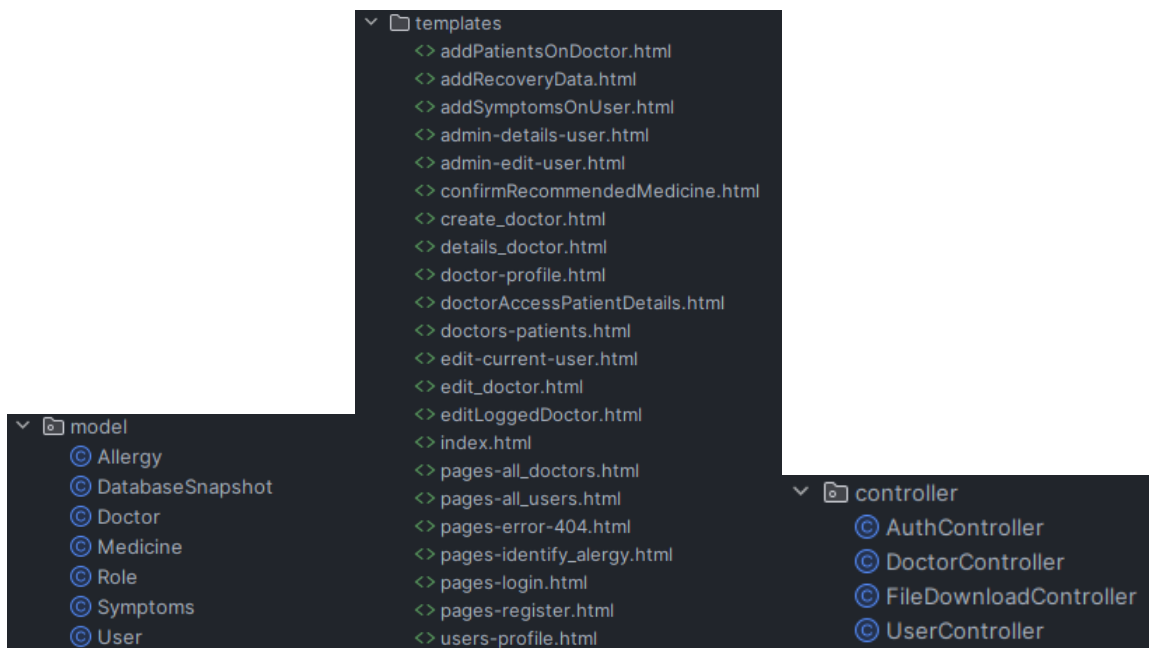 model
Allergy
DatabaseSnapshot
Doctor
Medicine
Role
Symptoms
User
templates
addPatientsOnDoctor.html
addRecoveryData.html
addSymptomsOnUser.html
admin-details-user.html
admin-edit-user.html
confirmRecommendedMedicine.html
create_doctor.html
details_doctor.html
doctor-profile.html
doctorAccessPatientDetails.html
doctors-patients.html
edit-current-user.html
edit_doctor.html
editLoggedDoctor.html
index.html
pages-all_doctors.html
pages-all_users.html
pages-error-404.html
pages-identify_alergy.html
pages-login.html
pages-register.html
users-profile.html
controller
AuthController
DoctorController
FileDownloadController
UserController